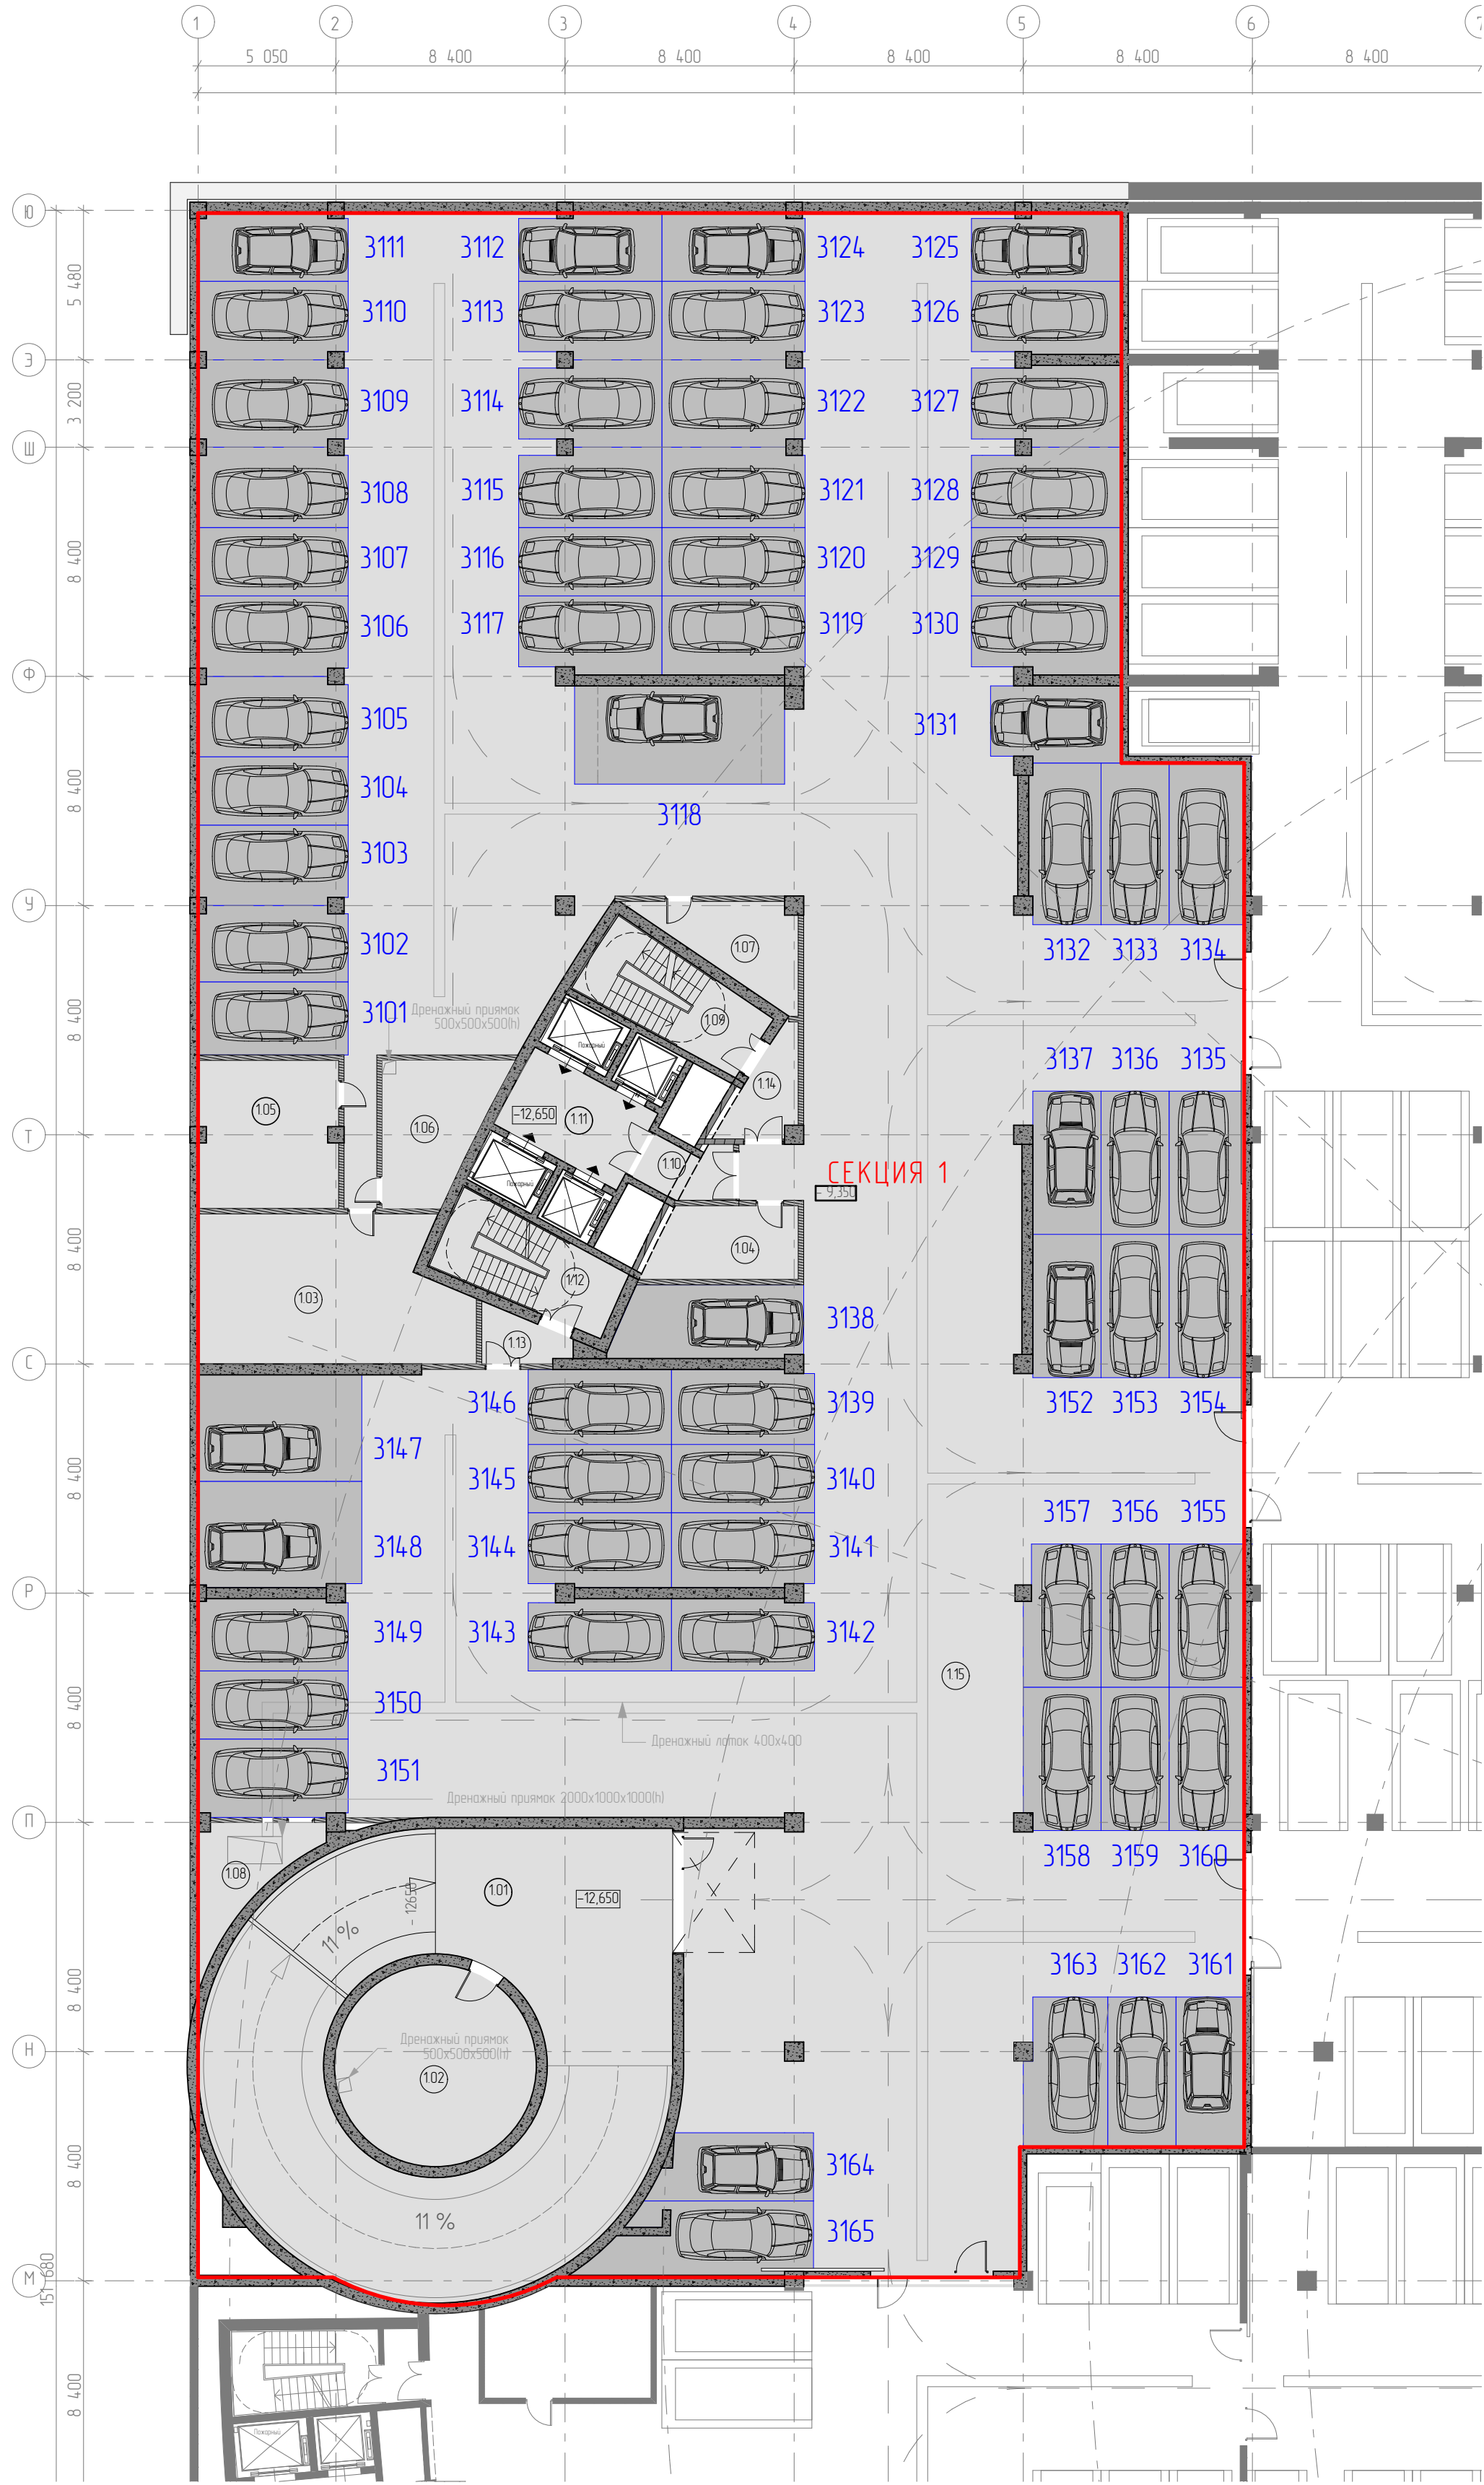 1 2 3 4 5 6 7
5 050 8 400 8 400 8 400 8 400 8 400
Ю
5 480
3111 3112 3124 3125
3110 3113 3123 3126
З
3 200
3109 3114 3122 3127
Ш
3108 3115 3121 3128
8 400
3107 3116 3120 3129
3106 3117 3119 3130
Ф
3105 3131
8 400
3104
3118
3103
У
3102 1.07 3132 3133 3134
8 400
3101
Дренажный приямок
500х500х500(h)
1.09
Пожарный
3137 3136 3135
1.14
1.05 1.06 -12,650 1.11
Т
1.10
СЕКЦИЯ 1
- 9,350
Пожарный
8 400
1.04
1.12
1.03
3138
1.13
С
3146 3139 3152 3153 3154
3147
8 400
3145 3140
3157 3156 3155
3148 3144 3141
Р
3149 3143 3142
1.15
8 400
3150
Дренажный лоток 400х400
3151
Дренажный приямок 2000х1000х1000(h)
П
3158 3159 3160
1.08 1.01 -12,650
- 12650
11 %
3163 3162 3161
8 400
Н
Дренажный приямок
500х500х500(h)
1.02
8 400
3164
11 %
3165
М
151 680
8 400
Пожарный